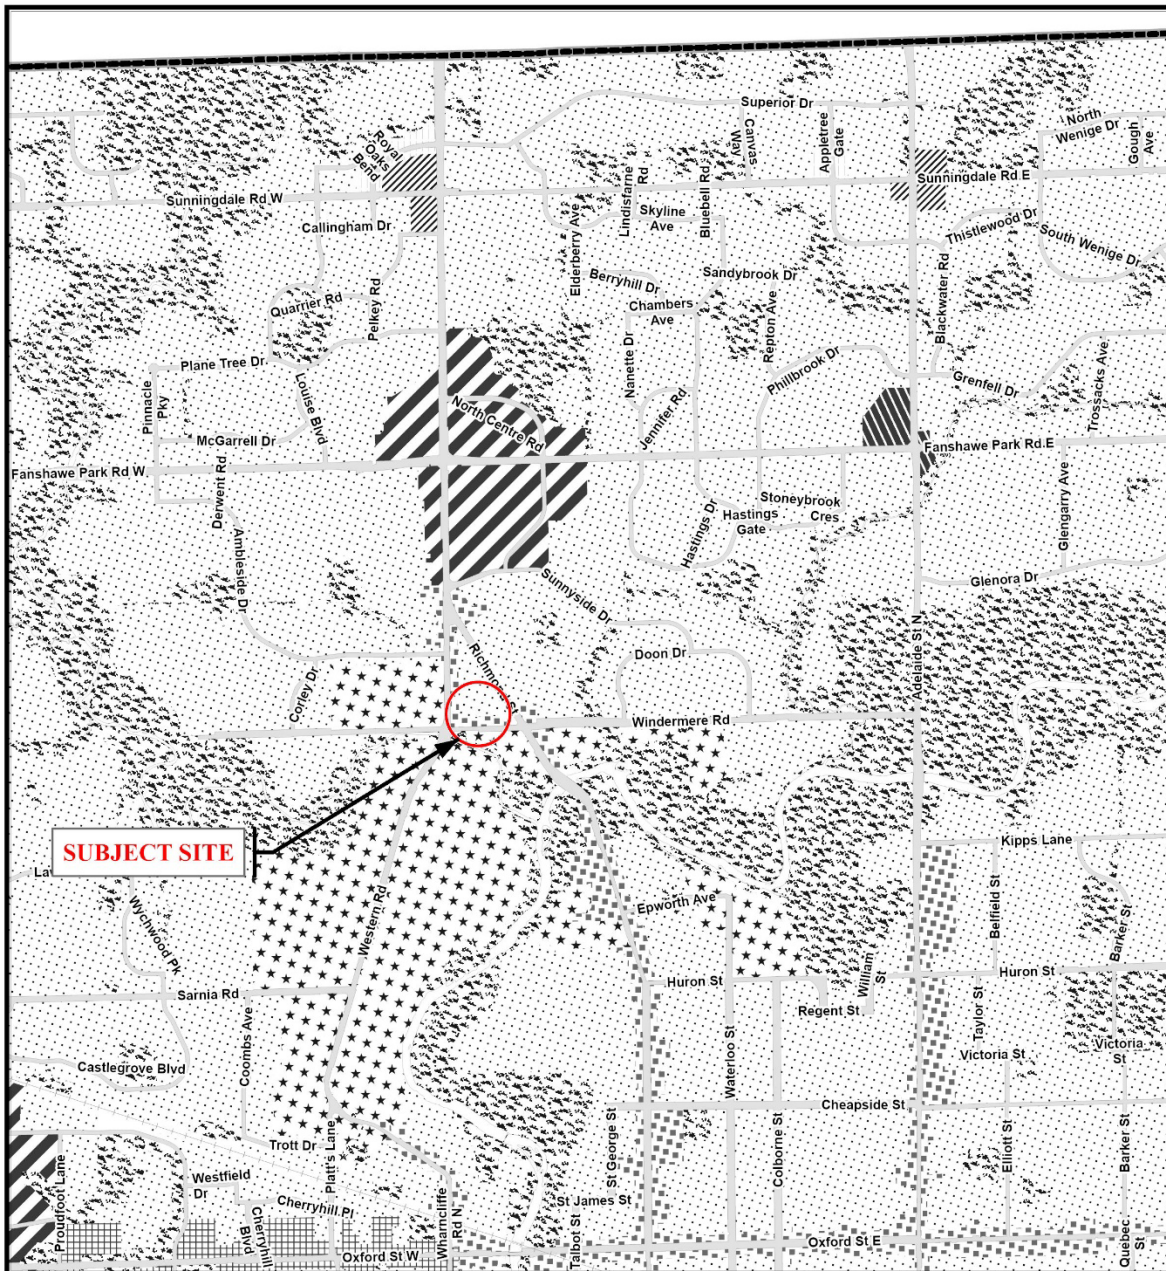 Superior Dr
North
Wenige Dr
Gough
Ave
Canvas
Way
Appletree
Gate
Royal
Oaks
Bend
Sunningdale Rd W
Sunningdale Rd E
Lindisfarne
Rd
Bluebell Rd
Skyline
Ave
Callingham Dr
Elderberry Ave
Thistlewood Dr
South Wenige Dr
Berryhill Dr
Sandybrook Dr
Blackwater Rd
Quarrier Rd
Pelkey Rd
Chambers
Ave
Repton Ave
Plane Tree Dr
Nanette Dr
Phillbrook Dr
Grenfell Dr
Trossacks Ave
Pinnacle
Pky
Louise Blvd
North Centre Rd
Jennifer Rd
McGarrell Dr
Fanshawe Park Rd W
Fanshawe Park Rd E
Derwent Rd
Stoneybrook
Cres
Hastings
Gate
Hastings Dr
Glengarry Ave
Ambleside Dr
Sunnyside Dr
Glenora Dr
Richmond St
Doon Dr
Adelaide St N
Corley Dr
Windermere Rd
SUBJECT SITE
Kipps Lane
Western Rd
Epworth Ave
Belfield St
Barker St
Wychwood Pk
Huron St
William
St
Huron St
Sarnia Rd
Regent St
Taylor St
Coombs Ave
Waterloo St
Victoria St
Victoria
St
Castlegrove Blvd
Cheapside St
St George St
Colborne St
Elliott St
Barker St
Trott Dr
Platt's Lane
Proudfoot Lane
Westfield
Dr
Cherryhill Pl
Cherryhill
Blvd
Wharncliffe
Rd N
St James St
Talbot St
Oxford St W
Oxford St E
Quebec
St